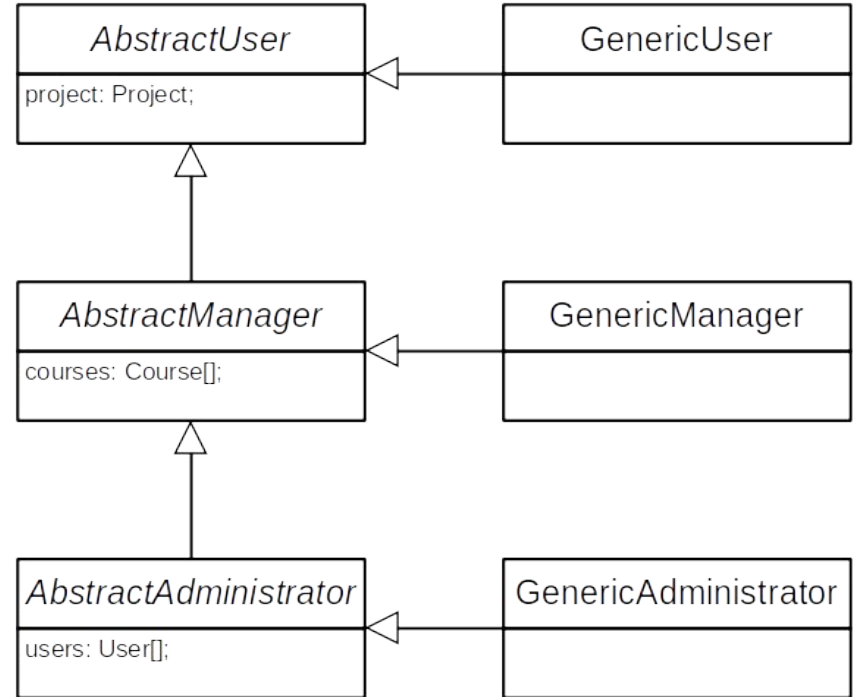 AbstractUser
project: Project;
GenericUser
AbstractManager
courses: Course[];
GenericManager
AbstractAdministrator
users: User[];
GenericAdministrator